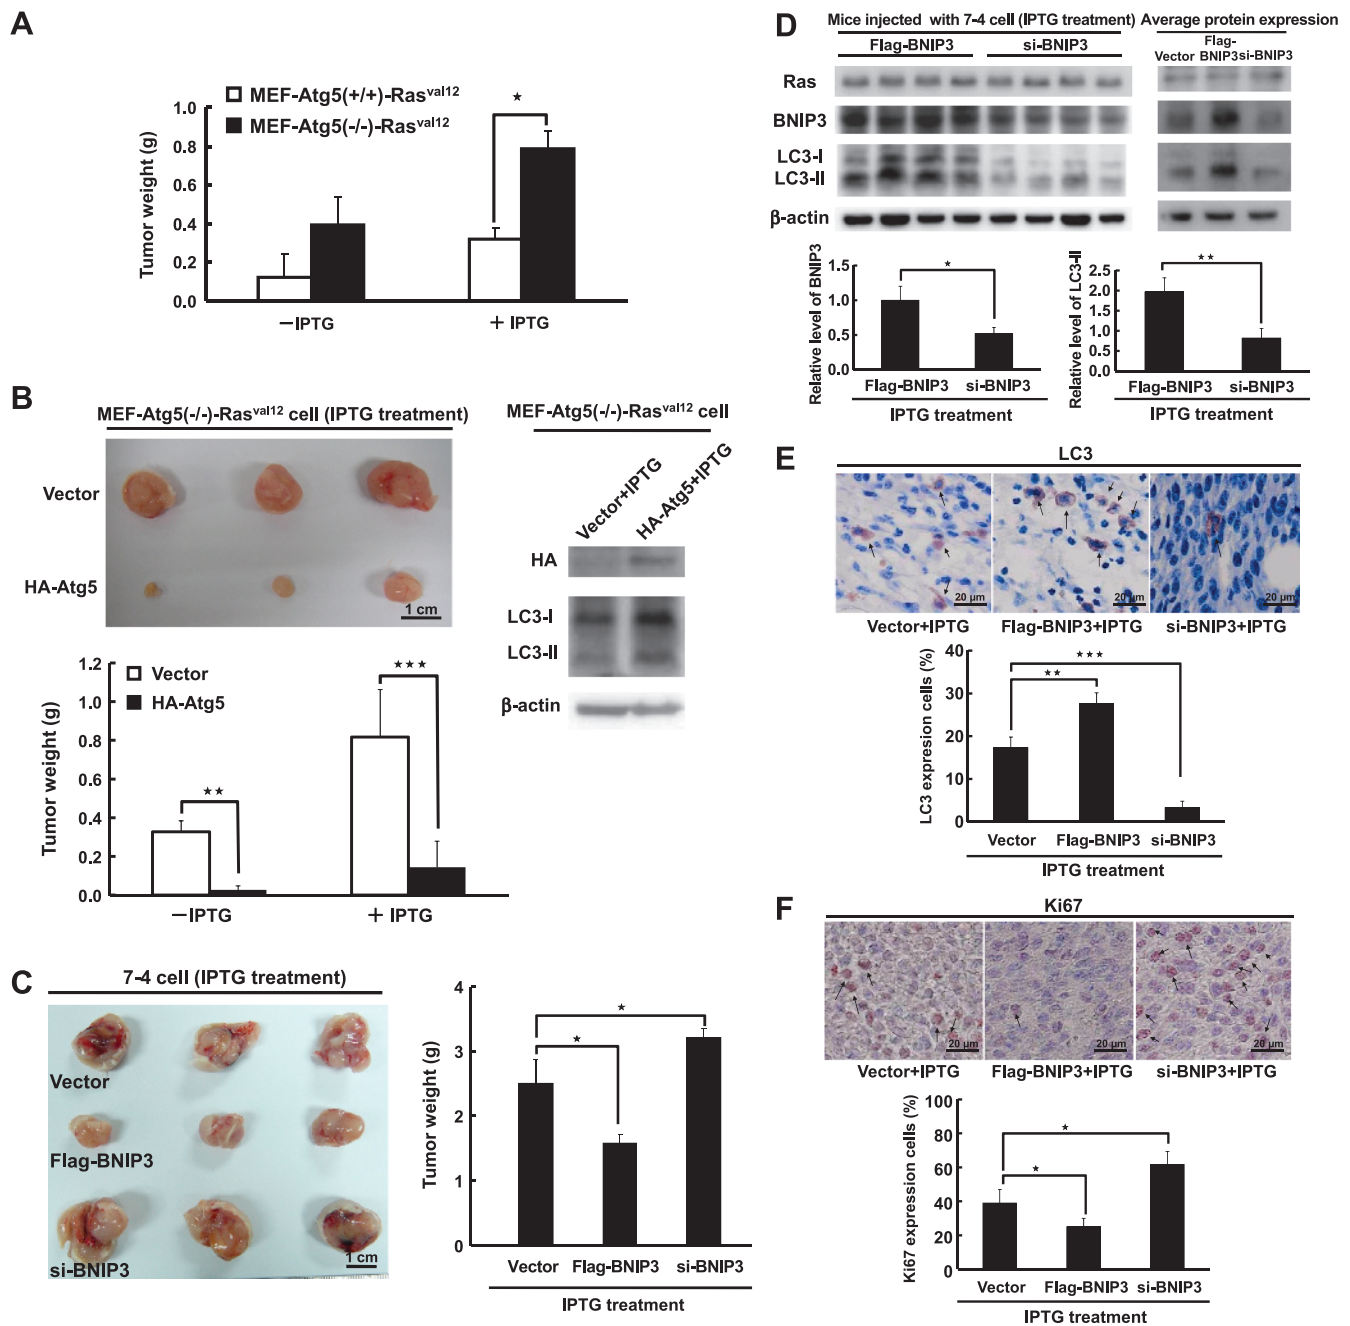 A
MEF-Atg5(+/+)-Ras^val12
MEF-Atg5(-/-)-Ras^val12
Tumor weight (g)
1.0
0.8
0.6
0.4
0.2
0.0
★
−IPTG
+ IPTG
B
MEF-Atg5(-/-)-Ras^val12 cell (IPTG treatment)
Vector
HA-Atg5
1 cm
MEF-Atg5(-/-)-Ras^val12 cell
Vector+IPTG
HA-Atg5+IPTG
HA
LC3-I
LC3-II
β-actin
Tumor weight (g)
1.2
1.0
0.8
0.6
0.4
0.2
0.0
Vector
HA-Atg5
★★
★★★
−IPTG
+ IPTG
C
7-4 cell (IPTG treatment)
Vector
Flag-BNIP3
si-BNIP3
1 cm
Tumor weight (g)
4
3
2
1
0
★
★
Vector Flag-BNIP3 si-BNIP3
IPTG treatment
D
Mice injected with 7-4 cell (IPTG treatment)
Flag-BNIP3 si-BNIP3
Average protein expression
Flag-
Vector BNIP3 si-BNIP3
Ras
BNIP3
LC3-I
LC3-II
β-actin
Relative level of BNIP3
1.5
1.0
0.5
0.0
★
Flag-BNIP3 si-BNIP3
IPTG treatment
Relative level of LC3-II
2.5
2.0
1.5
1.0
0.5
0.0
★★
Flag-BNIP3 si-BNIP3
IPTG treatment
E
LC3
20 μm
20 μm
20 μm
Vector+IPTG Flag-BNIP3+IPTG si-BNIP3+IPTG
LC3 expression cells (%)
40
30
20
10
0
★★★
★★
Vector Flag-BNIP3 si-BNIP3
IPTG treatment
F
Ki67
20 μm
20 μm
20 μm
Vector+IPTG Flag-BNIP3+IPTG si-BNIP3+IPTG
Ki67 expression cells (%)
100
80
60
40
20
0
★
★
Vector Flag-BNIP3 si-BNIP3
IPTG treatment